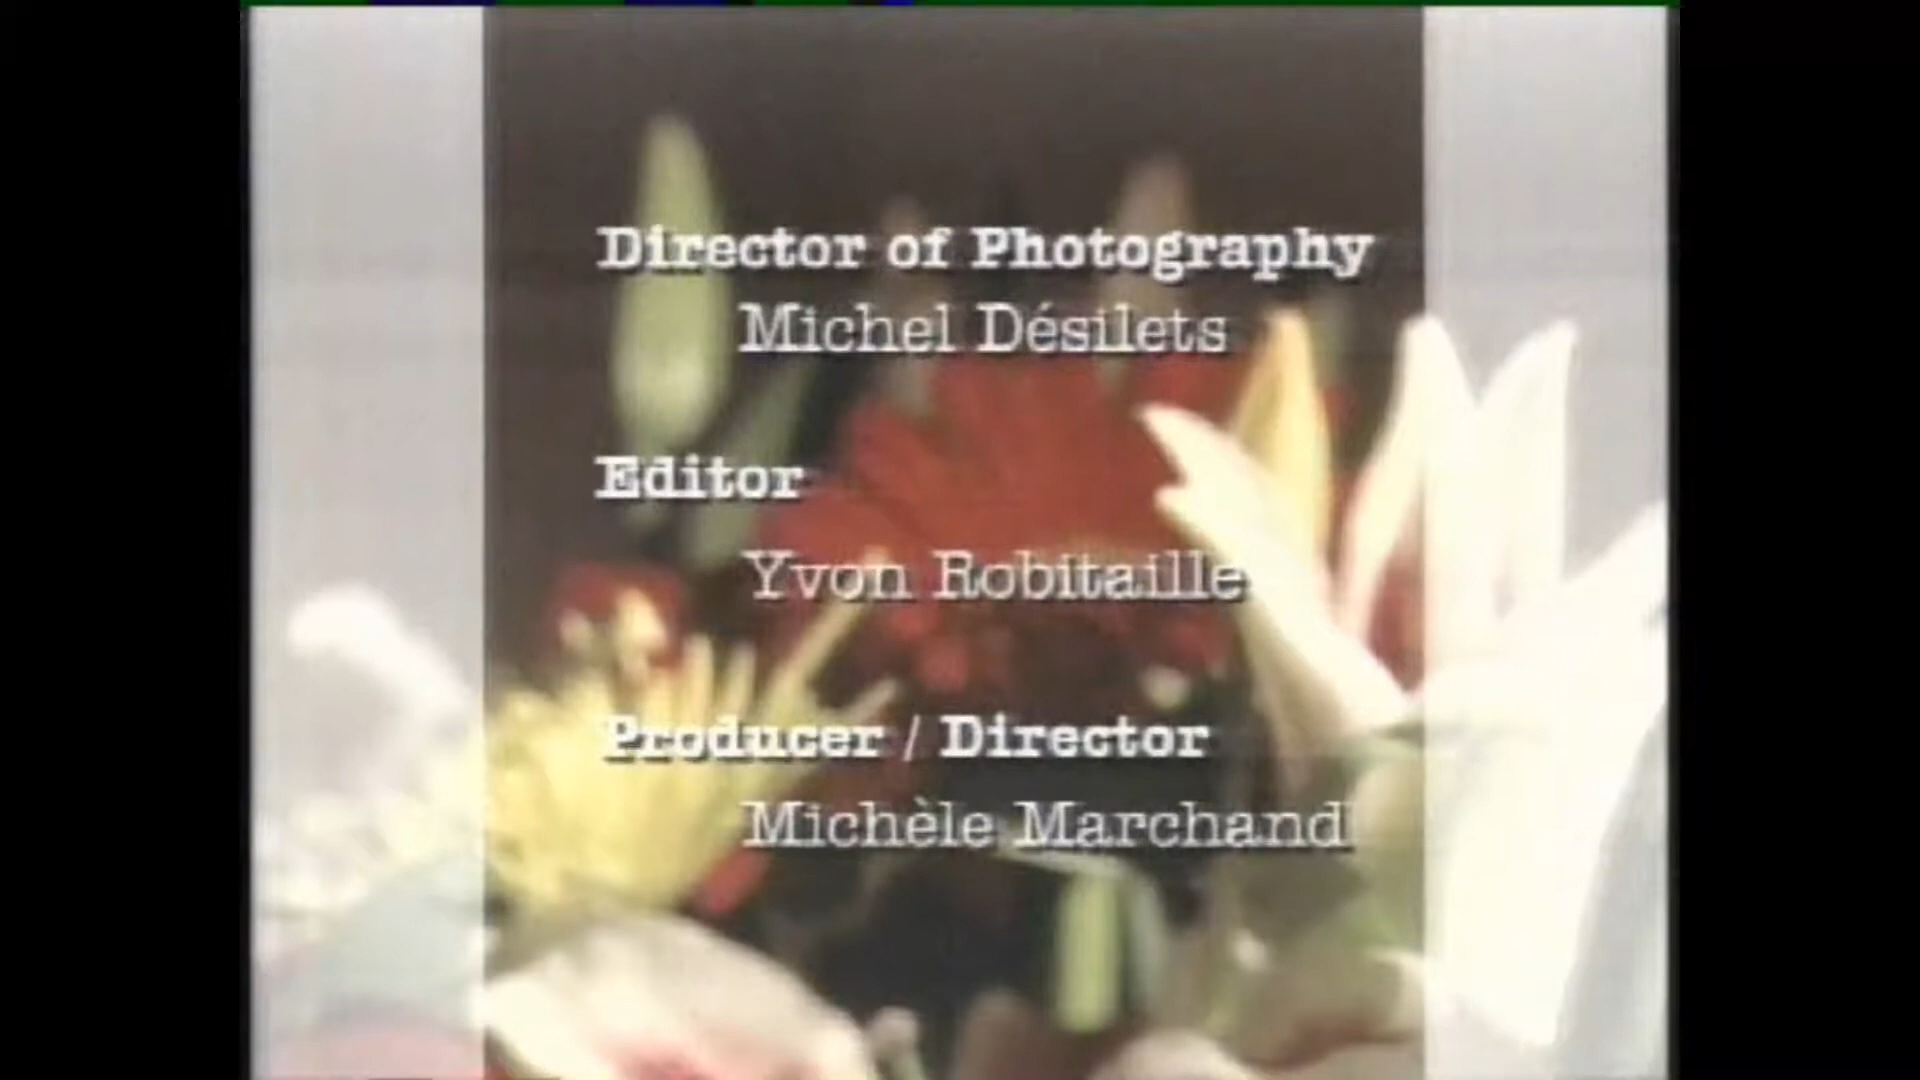 Director of Photography
Michel Désilets
Editor
Yvon Robitaille
Producer / Director
Michèle Marchand